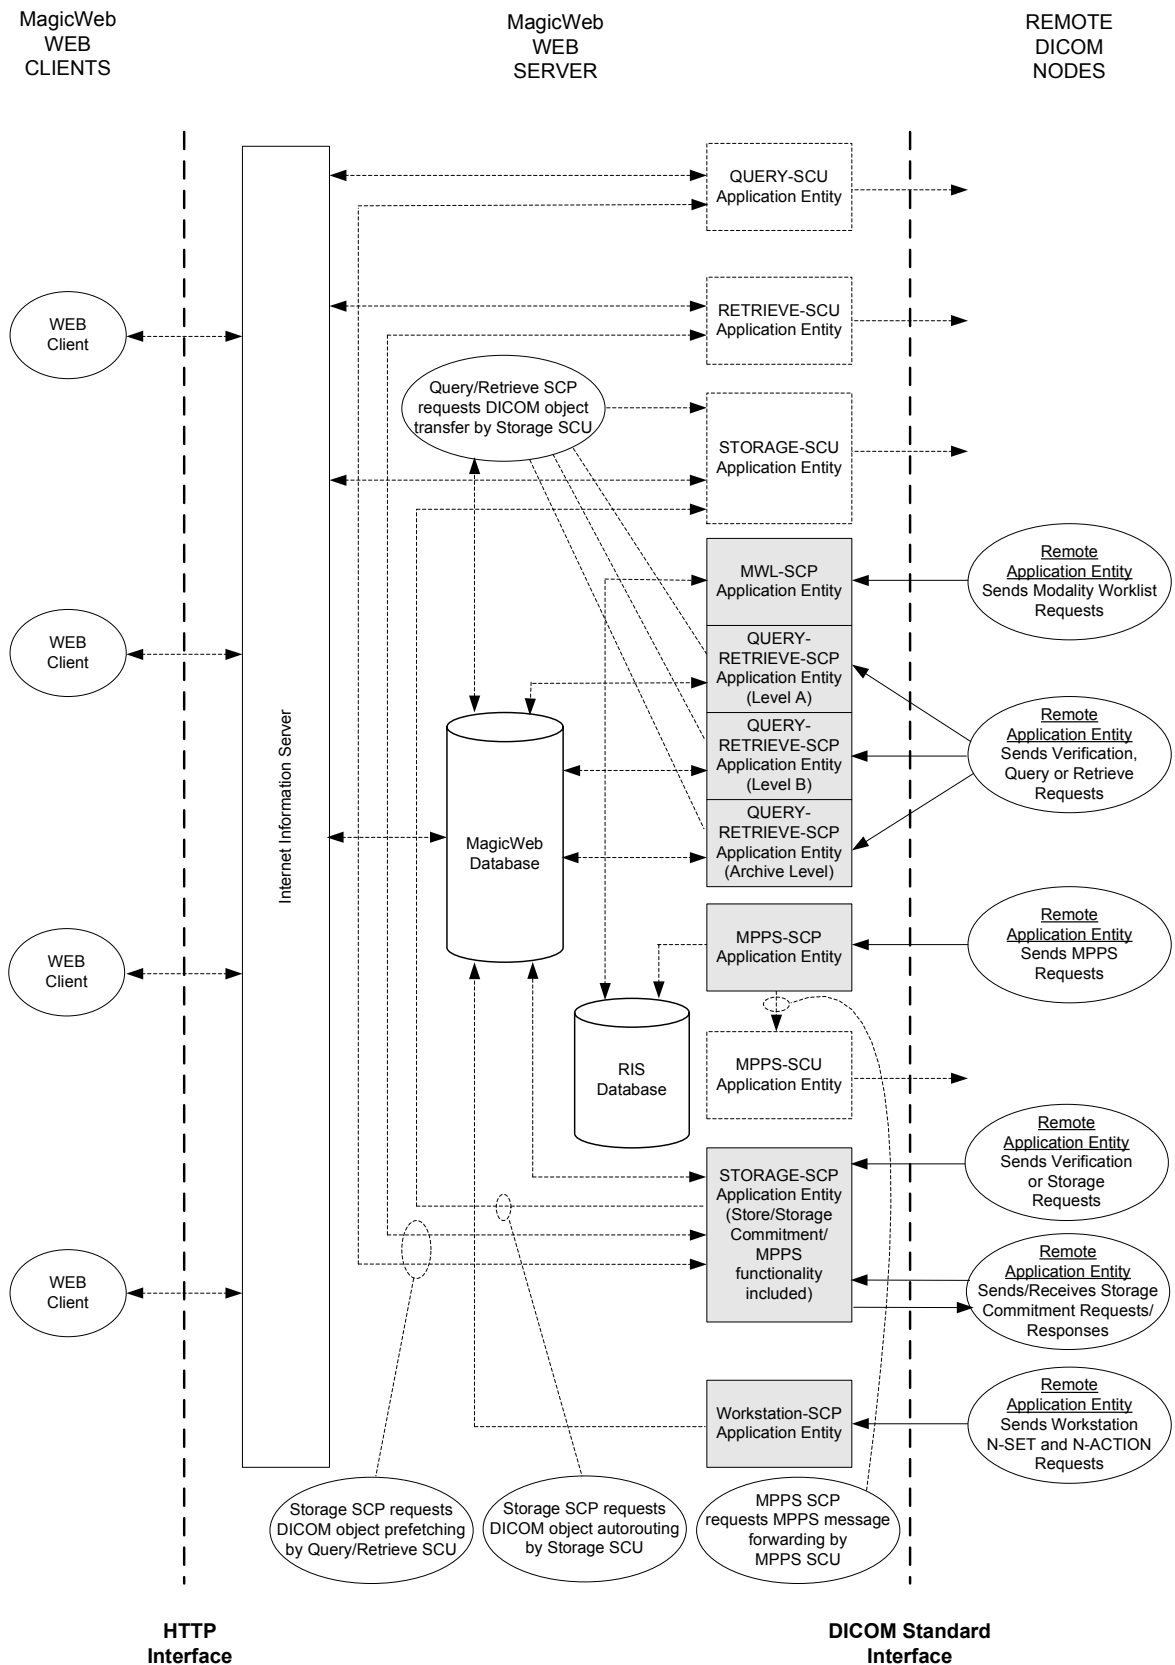 MagicWeb
WEB
CLIENTS
MagicWeb
WEB
SERVER
REMOTE
DICOM
NODES
QUERY-SCU
Application Entity
RETRIEVE-SCU
Application Entity
WEB
Client
Query/Retrieve SCP
requests DICOM object
transfer by Storage SCU
STORAGE-SCU
Application Entity
MWL-SCP
Application Entity
Remote
Application Entity
Sends Modality Worklist
Requests
WEB
Client
QUERY-
RETRIEVE-SCP
Application Entity
(Level A)
QUERY-
RETRIEVE-SCP
Application Entity
(Level B)
QUERY-
RETRIEVE-SCP
Application Entity
(Archive Level)
Remote
Application Entity
Sends Verification,
Query or Retrieve
Requests
Internet Information Server
MagicWeb
Database
WEB
Client
MPPS-SCP
Application Entity
Remote
Application Entity
Sends MPPS
Requests
RIS
Database
MPPS-SCU
Application Entity
Remote
Application Entity
Sends Verification
or Storage
Requests
STORAGE-SCP
Application Entity
(Store/Storage
Commitment/
MPPS
functionality
included)
WEB
Client
Remote
Application Entity
Sends/Receives Storage
Commitment Requests/
Responses
Workstation-SCP
Application Entity
Remote
Application Entity
Sends Workstation
N-SET and N-ACTION
Requests
Storage SCP requests
DICOM object prefetching
by Query/Retrieve SCU
Storage SCP requests
DICOM object autorouting
by Storage SCU
MPPS SCP
requests MPPS message
forwarding by
MPPS SCU
HTTP
Interface
DICOM Standard
Interface